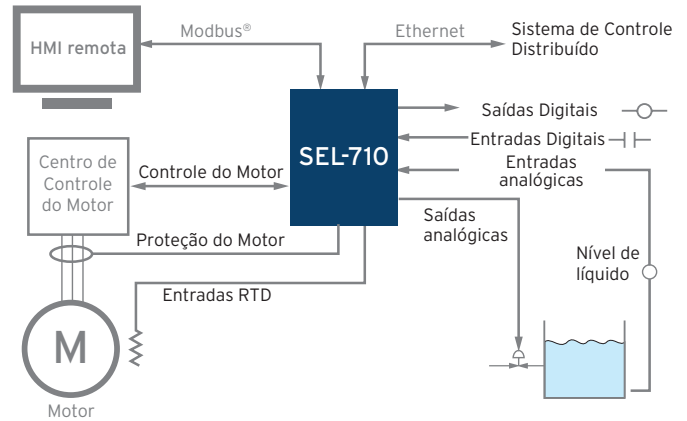 HMI remota
Modbus®
Ethernet
Sistema de Controle
Distribuído
SEL-710
Saídas Digitais
Entradas Digitais
Entradas
analógicas
Centro de
Controle
do Motor
Controle do Motor
Saídas
analógicas
Proteção do Motor
Nível de
líquido
Entradas RTD
M
Motor